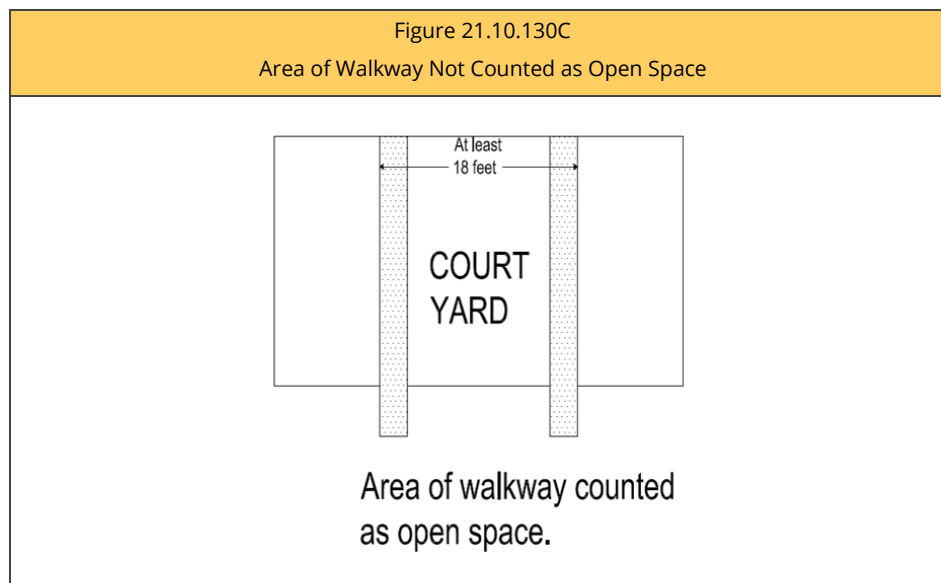 Figure 21.10.130C
Area of Walkway Not Counted as Open Space
At least
18 feet
COURT
YARD
Area of walkway counted
as open space.